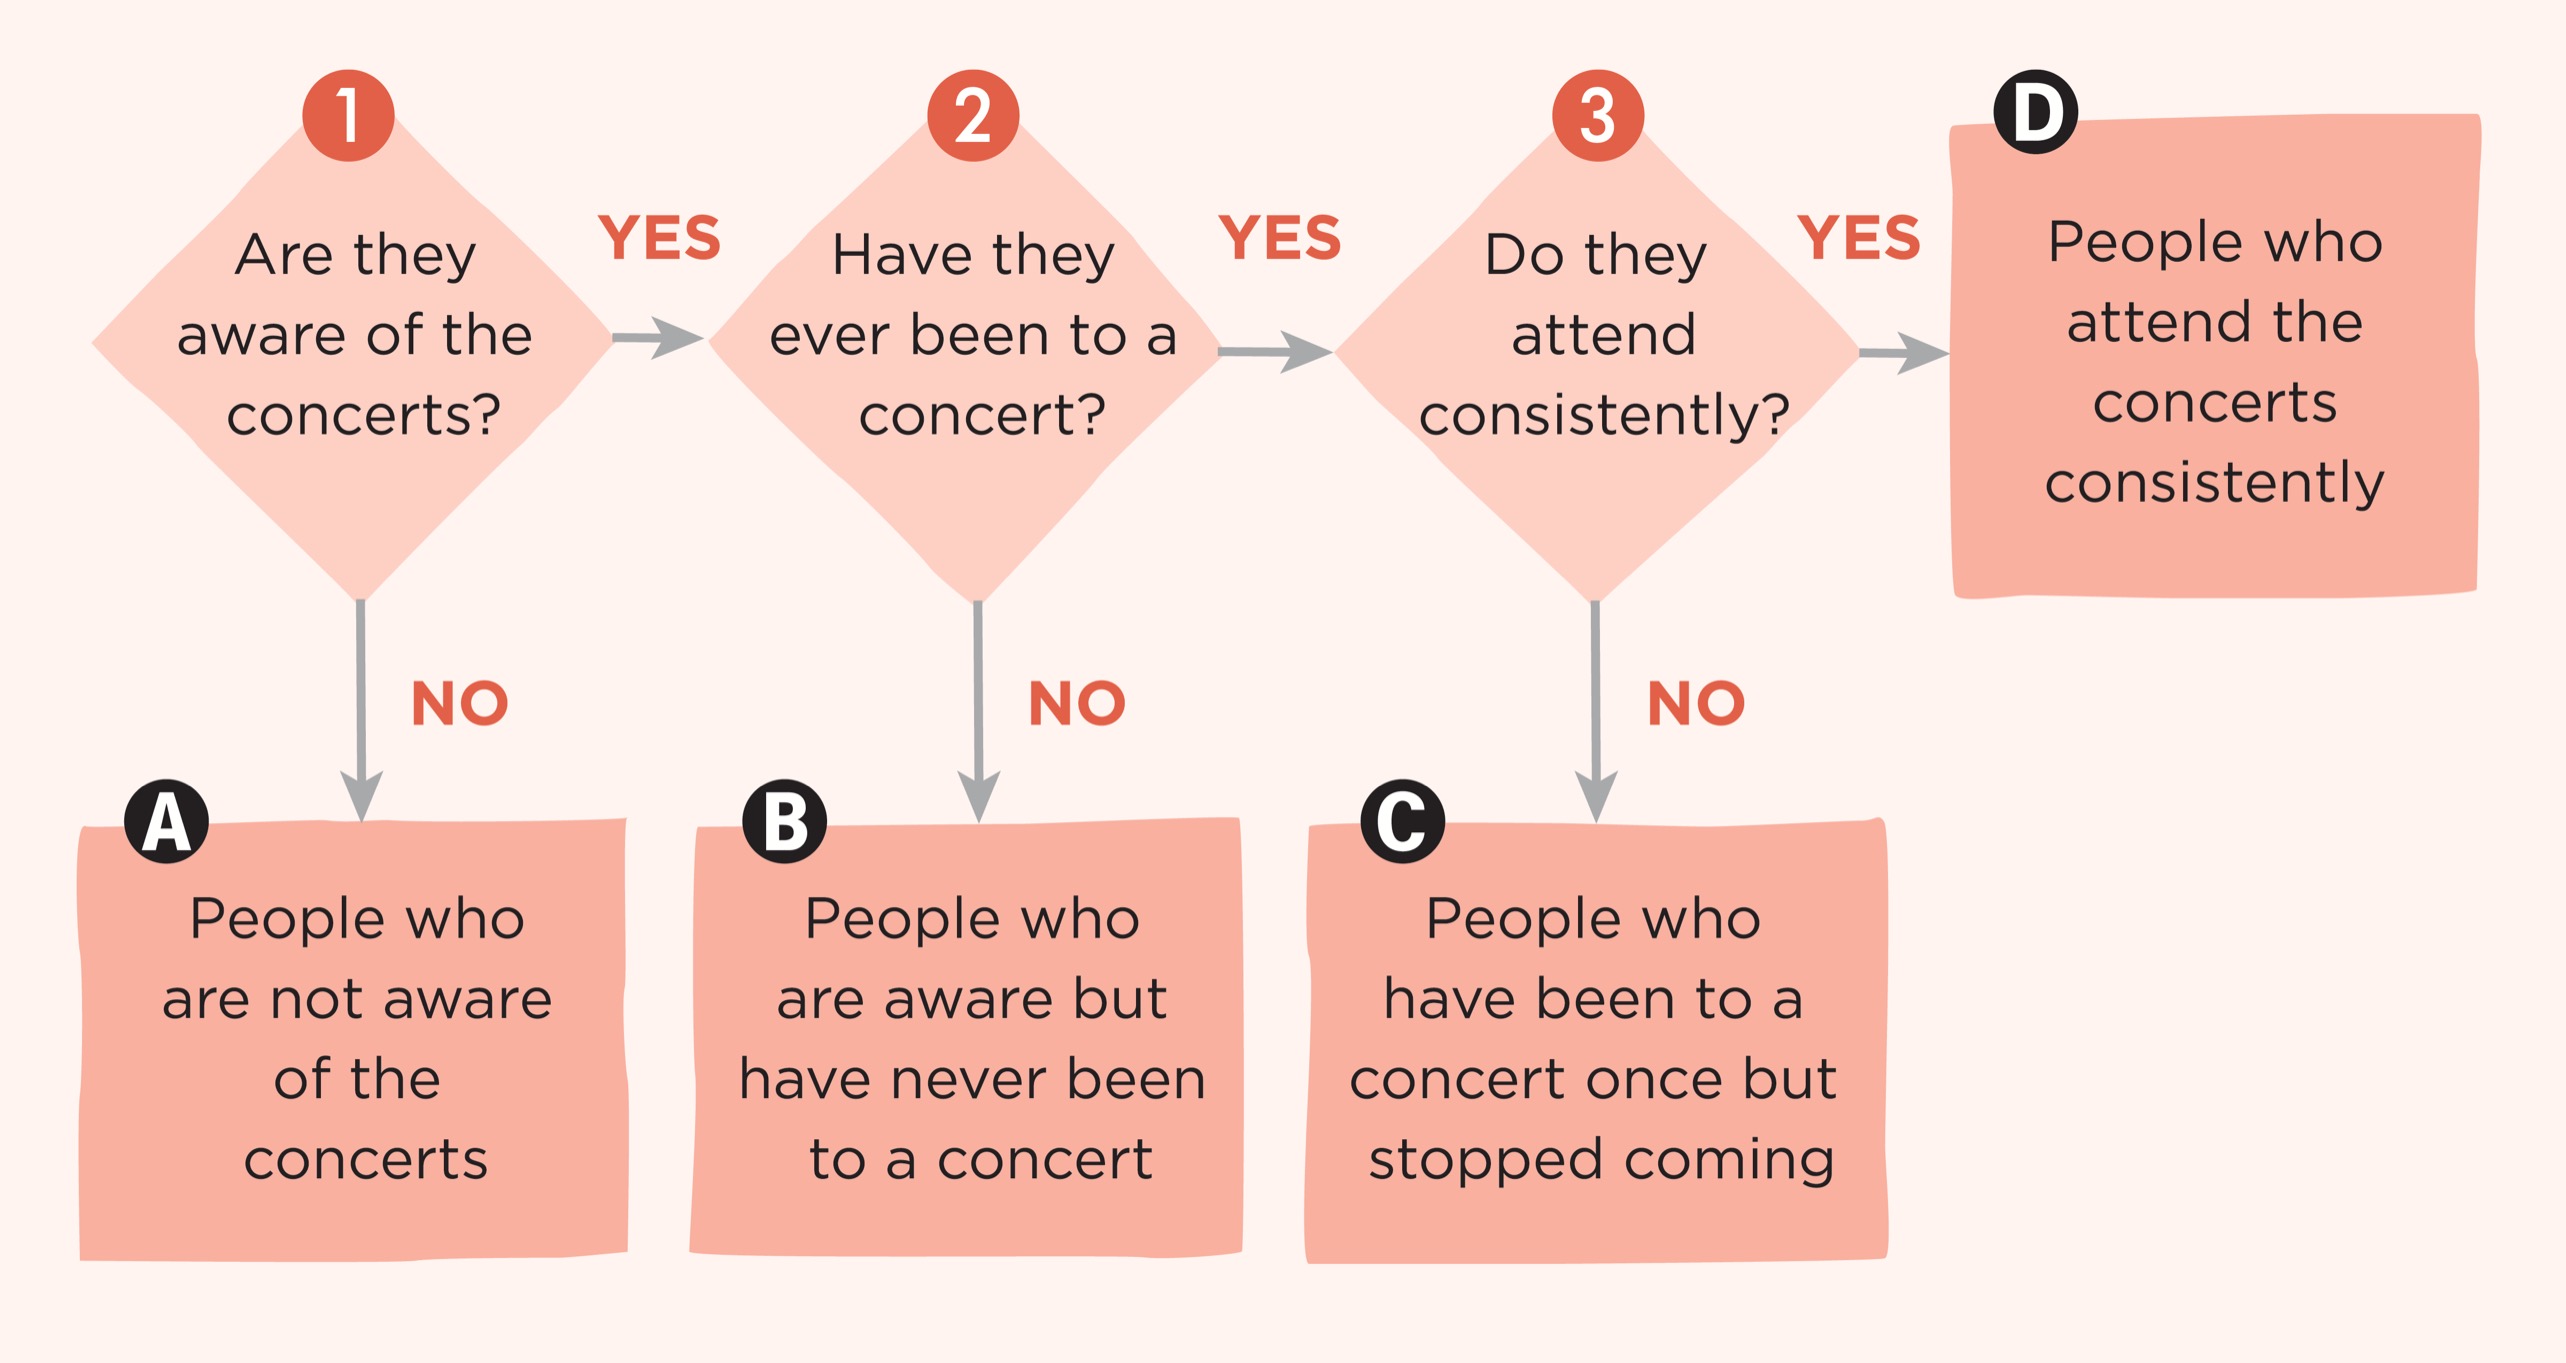 1
Are they
aware of the
concerts?
YES
2
Have they
ever been to a
concert?
YES
3
Do they
attend
consistently?
YES
D
People who
attend the
concerts
consistently
NO
NO
NO
A
People who
are not aware
of the
concerts
B
People who
are aware but
have never been
to a concert
C
People who
have been to a
concert once but
stopped coming